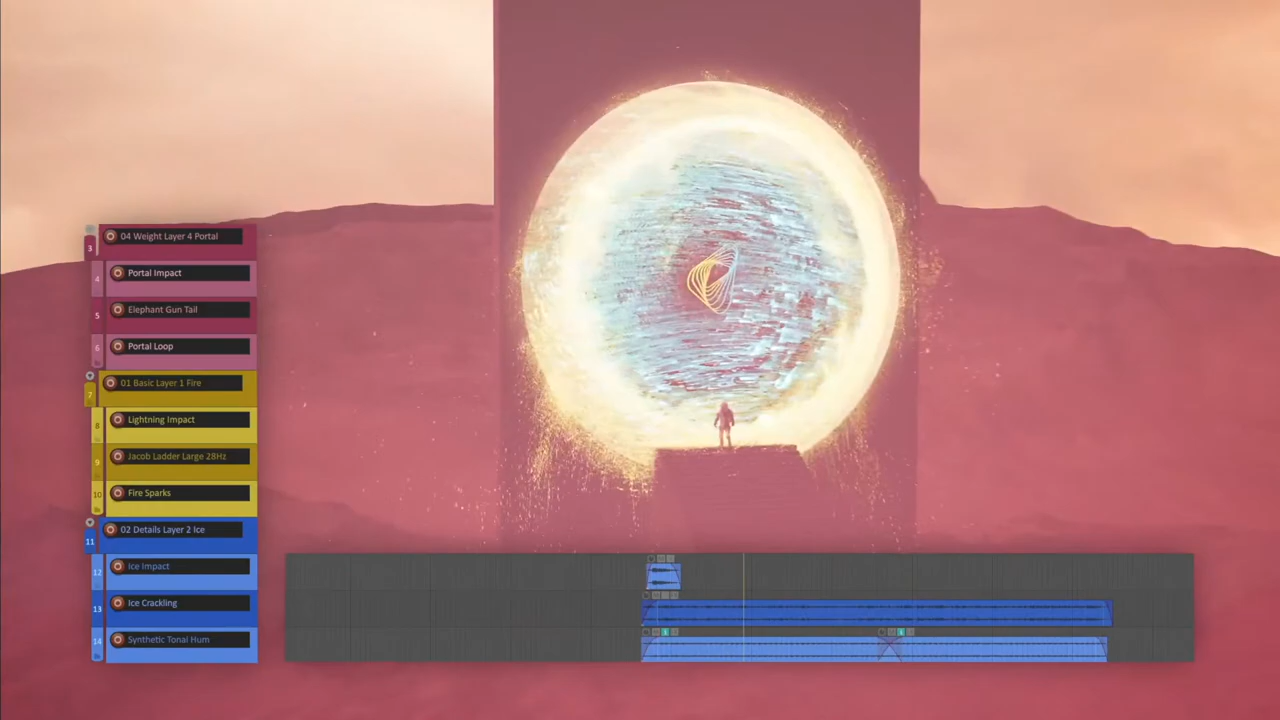 3 04 Weight Layer 4 Portal
4 Portal Impact
5 Elephant Gun Tail
6 Portal Loop
7 01 Basic Layer 1 Fire
8 Lightning Impact
9 Jacob Ladder Large 28Hz
10 Fire Sparks
11 02 Details Layer 2 Ice
12 Ice Impact
13 Ice Crackling
14 Synthetic Tonal Hum